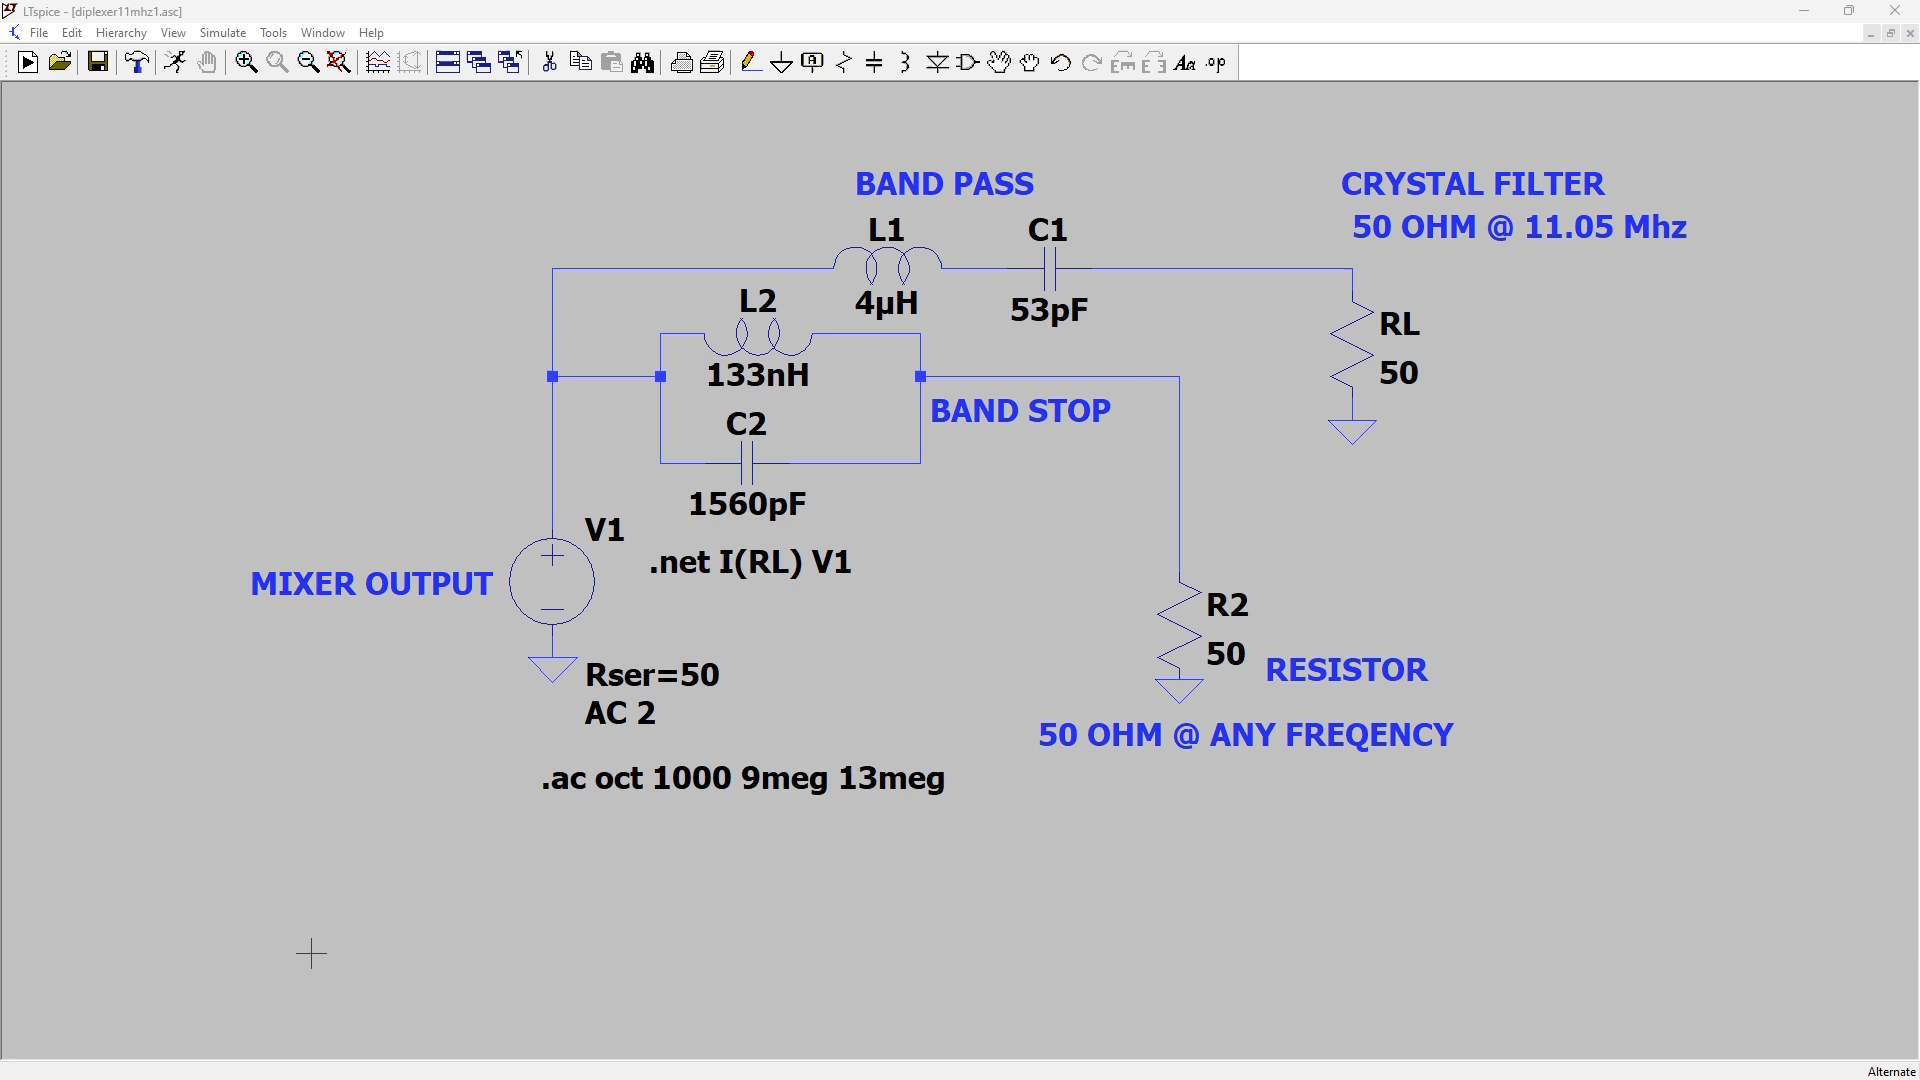 LTspice - [diplexer11mhz1.asc]
File Edit Hierarchy View Simulate Tools Window Help
BAND PASS
CRYSTAL FILTER
50 OHM @ 11.05 Mhz
L1
C1
4µH
53pF
L2
133nH
RL
50
C2
1560pF
BAND STOP
V1
.net I(RL) V1
MIXER OUTPUT
R2
50
RESISTOR
Rser=50
AC 2
50 OHM @ ANY FREQENCY
.ac oct 1000 9meg 13meg
Alternate